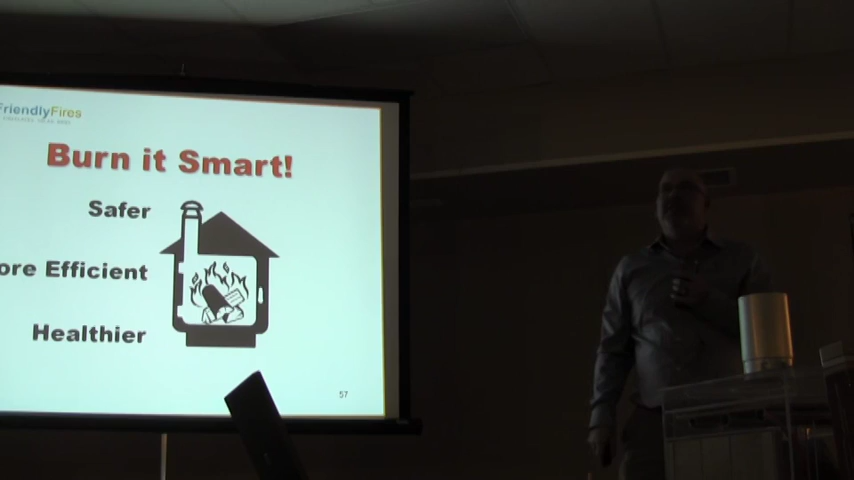 FriendlyFires
Burn it Smart!
Safer
ore Efficient
Healthier
57